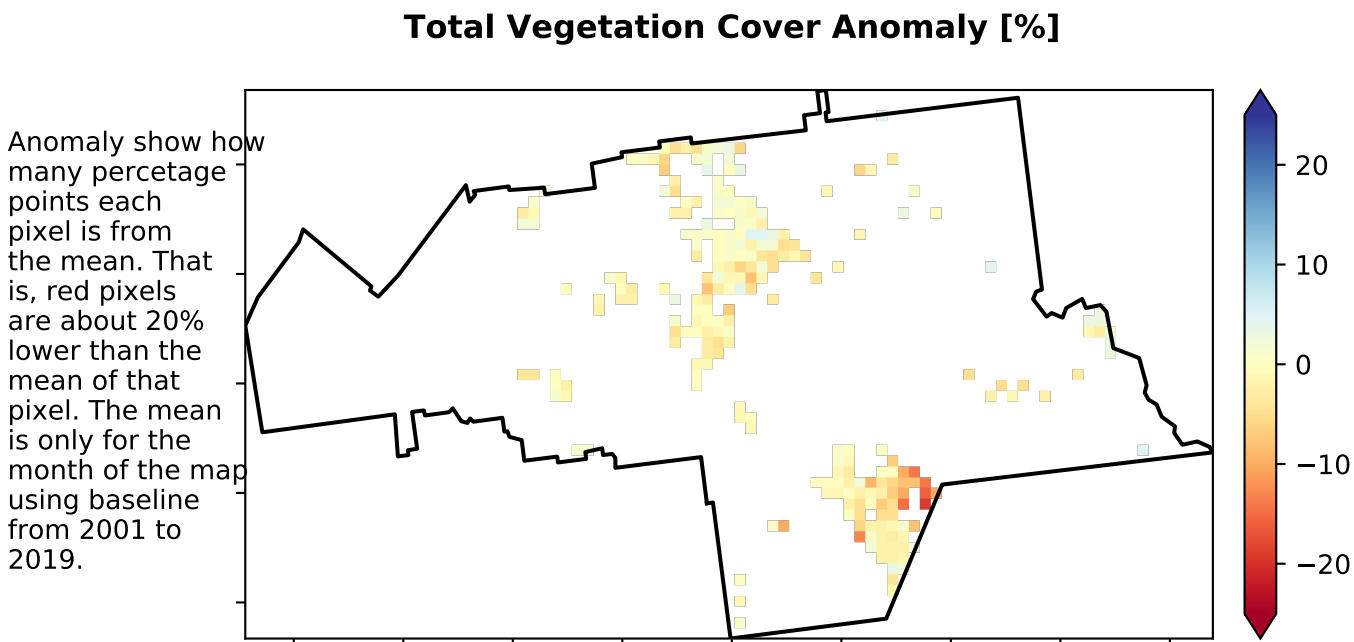 Total Vegetation Cover Anomaly [%]
Anomaly show how
many percetage
points each
pixel is from
the mean. That
is, red pixels
are about 20%
lower than the
mean of that
pixel. The mean
is only for the
month of the map
using baseline
from 2001 to
2019.
20
10
0
−10
−20